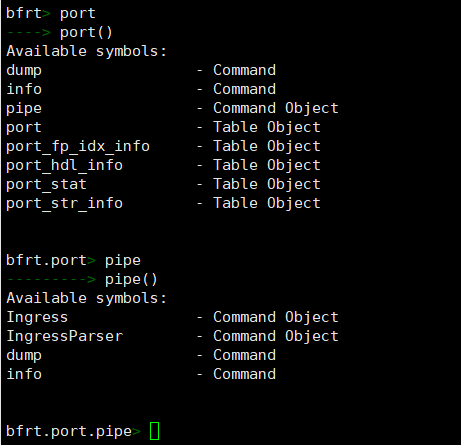 bfrt> port
----> port()
Available symbols:
dump                 - Command
info                 - Command
pipe                 - Command Object
port                 - Table Object
port_fp_idx_info     - Table Object
port_hdl_info        - Table Object
port_stat            - Table Object
port_str_info        - Table Object
bfrt.port> pipe
---------> pipe()
Available symbols:
Ingress              - Command Object
IngressParser        - Command Object
dump                 - Command
info                 - Command
bfrt.port.pipe>